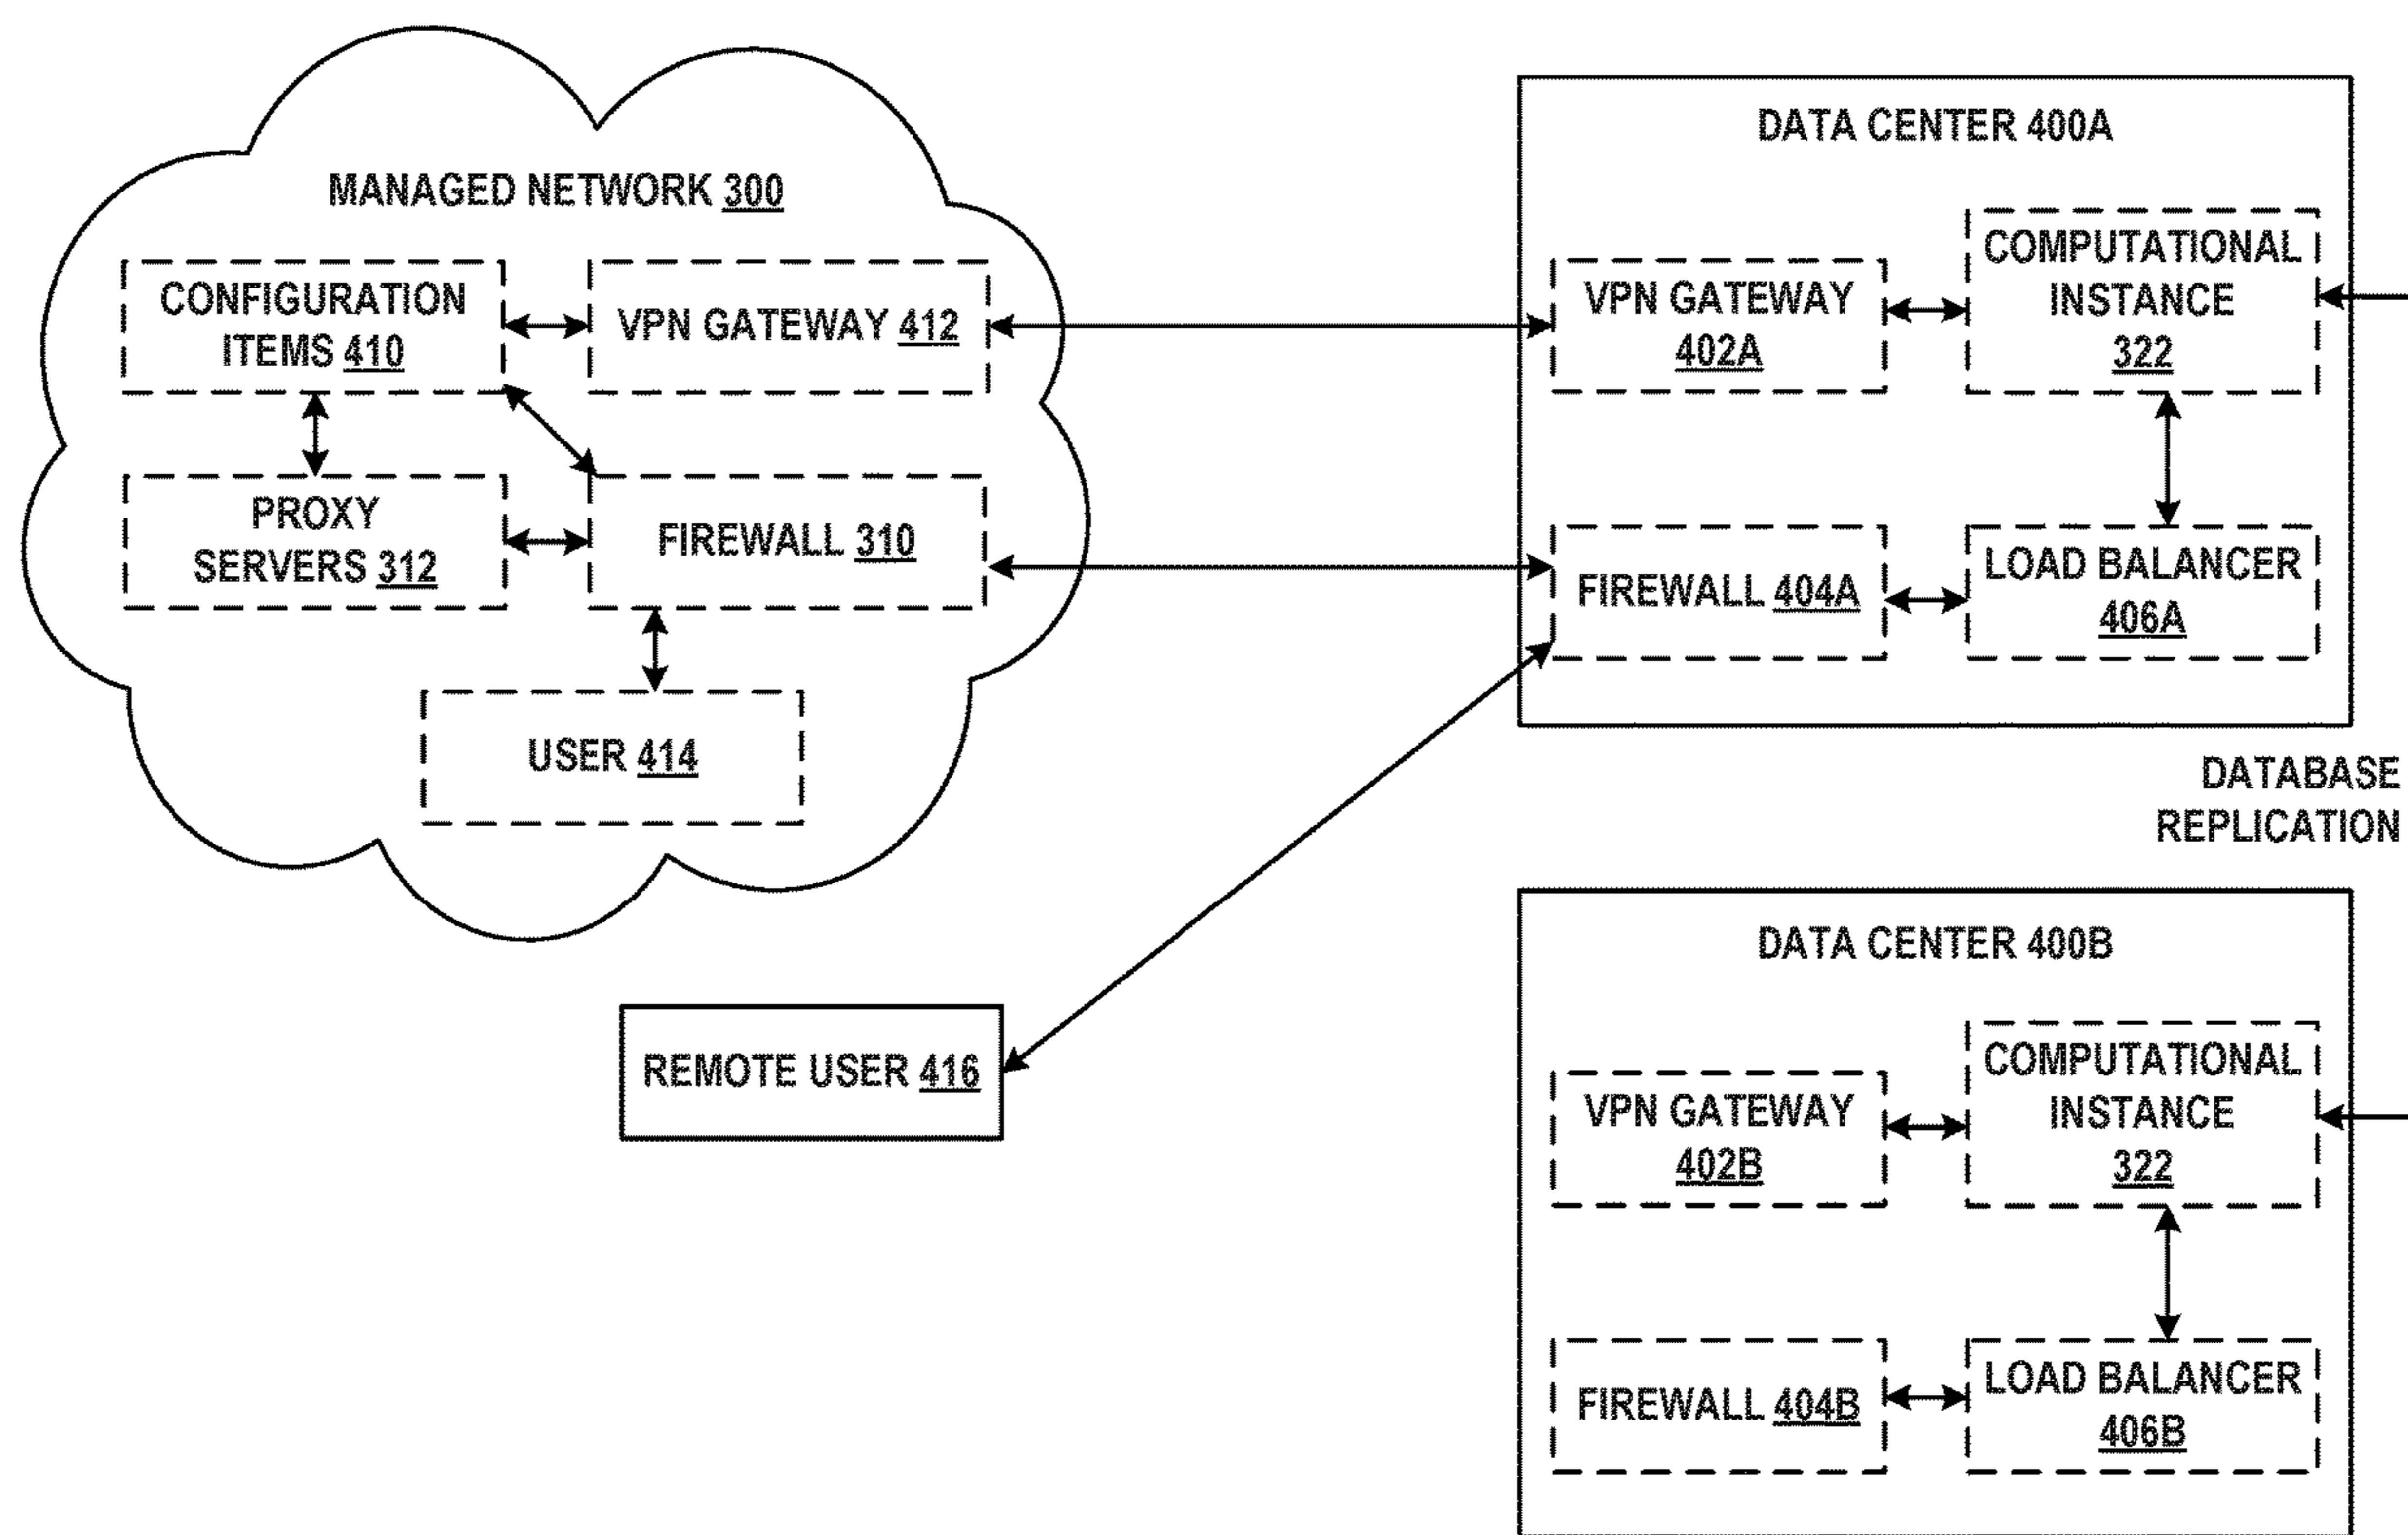 MANAGED NETWORK 300
CONFIGURATION
ITEMS 410
VPN GATEWAY 412
PROXY
SERVERS 312
FIREWALL 310
USER 414
REMOTE USER 416
DATA CENTER 400A
VPN GATEWAY
402A
COMPUTATIONAL
INSTANCE
322
FIREWALL 404A
LOAD BALANCER
406A
DATABASE
REPLICATION
DATA CENTER 400B
VPN GATEWAY
402B
COMPUTATIONAL
INSTANCE
322
FIREWALL 404B
LOAD BALANCER
406B